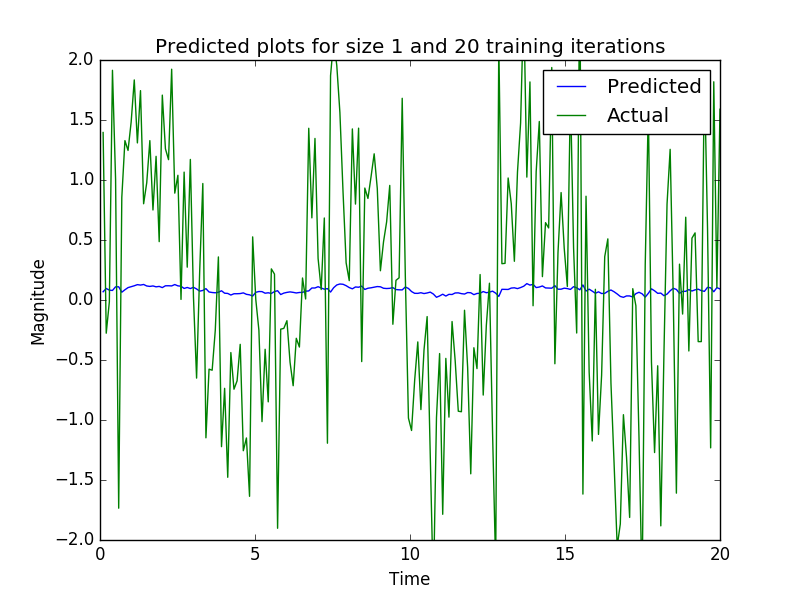 Predicted plots for size 1 and 20 training iterations
Predicted
Actual
2.0
1.5
1.0
0.5
0.0
−0.5
−1.0
−1.5
−2.0
Magnitude
0 5 10 15 20
Time